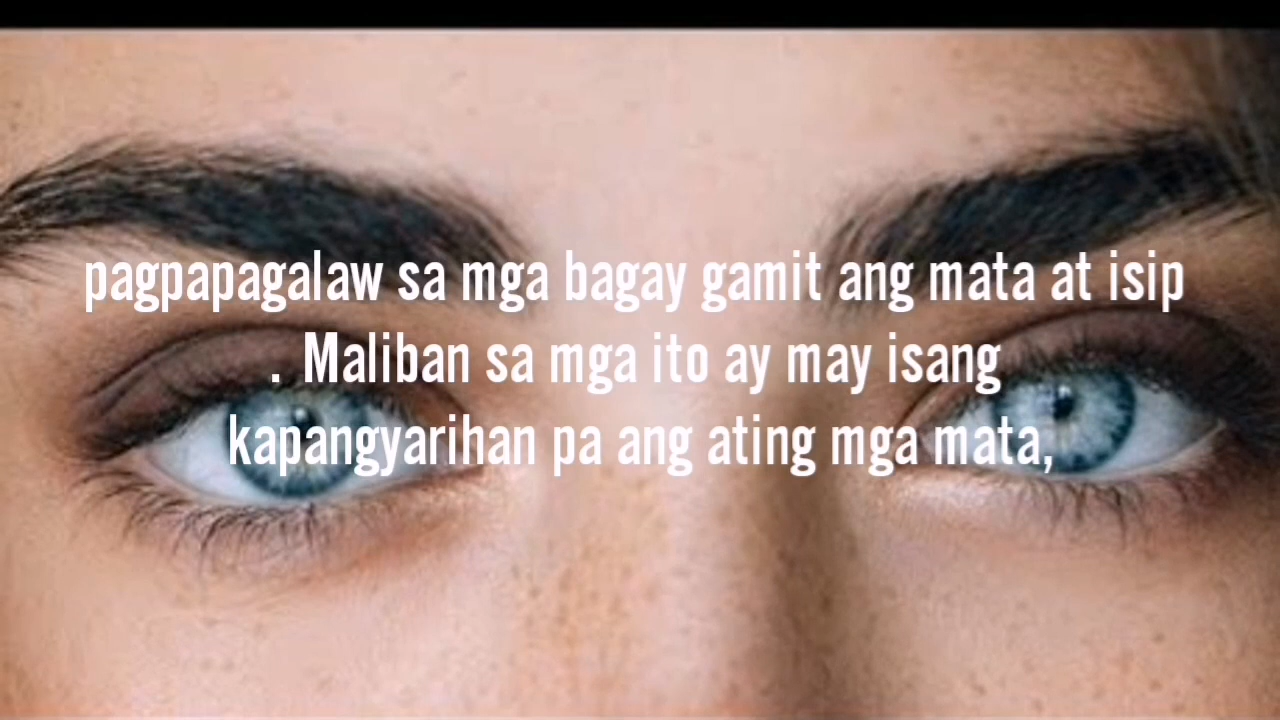 pagpapagalaw sa mga bagay gamit ang mata at isip
. Maliban sa mga ito ay may isang
kapangyarihan pa ang ating mga mata,